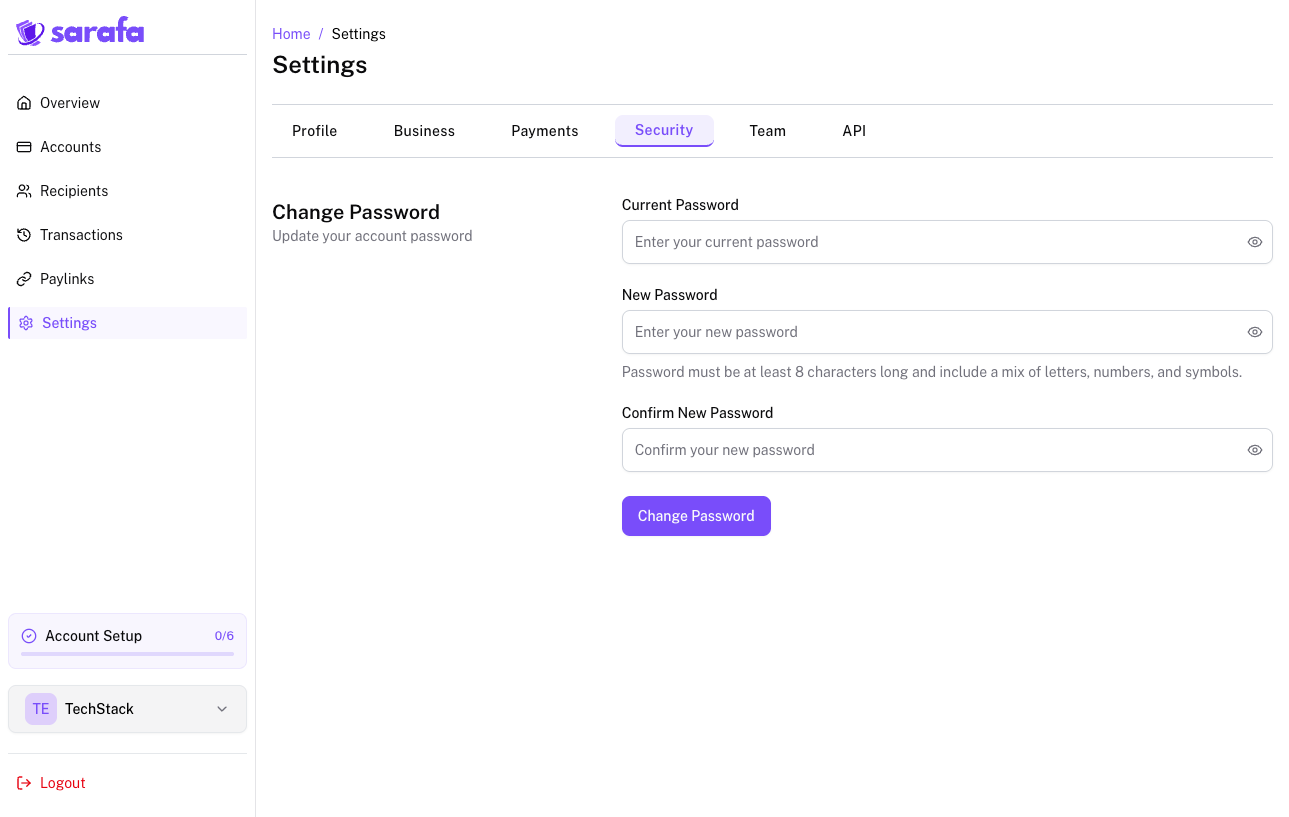 sarafa
Overview
Accounts
Recipients
Transactions
Paylinks
Settings
Account Setup 0/6
TE TechStack
Logout
Home / Settings
Settings
Profile Business Payments Security Team API
Change Password
Update your account password
Current Password
Enter your current password
New Password
Enter your new password
Password must be at least 8 characters long and include a mix of letters, numbers, and symbols.
Confirm New Password
Confirm your new password
Change Password